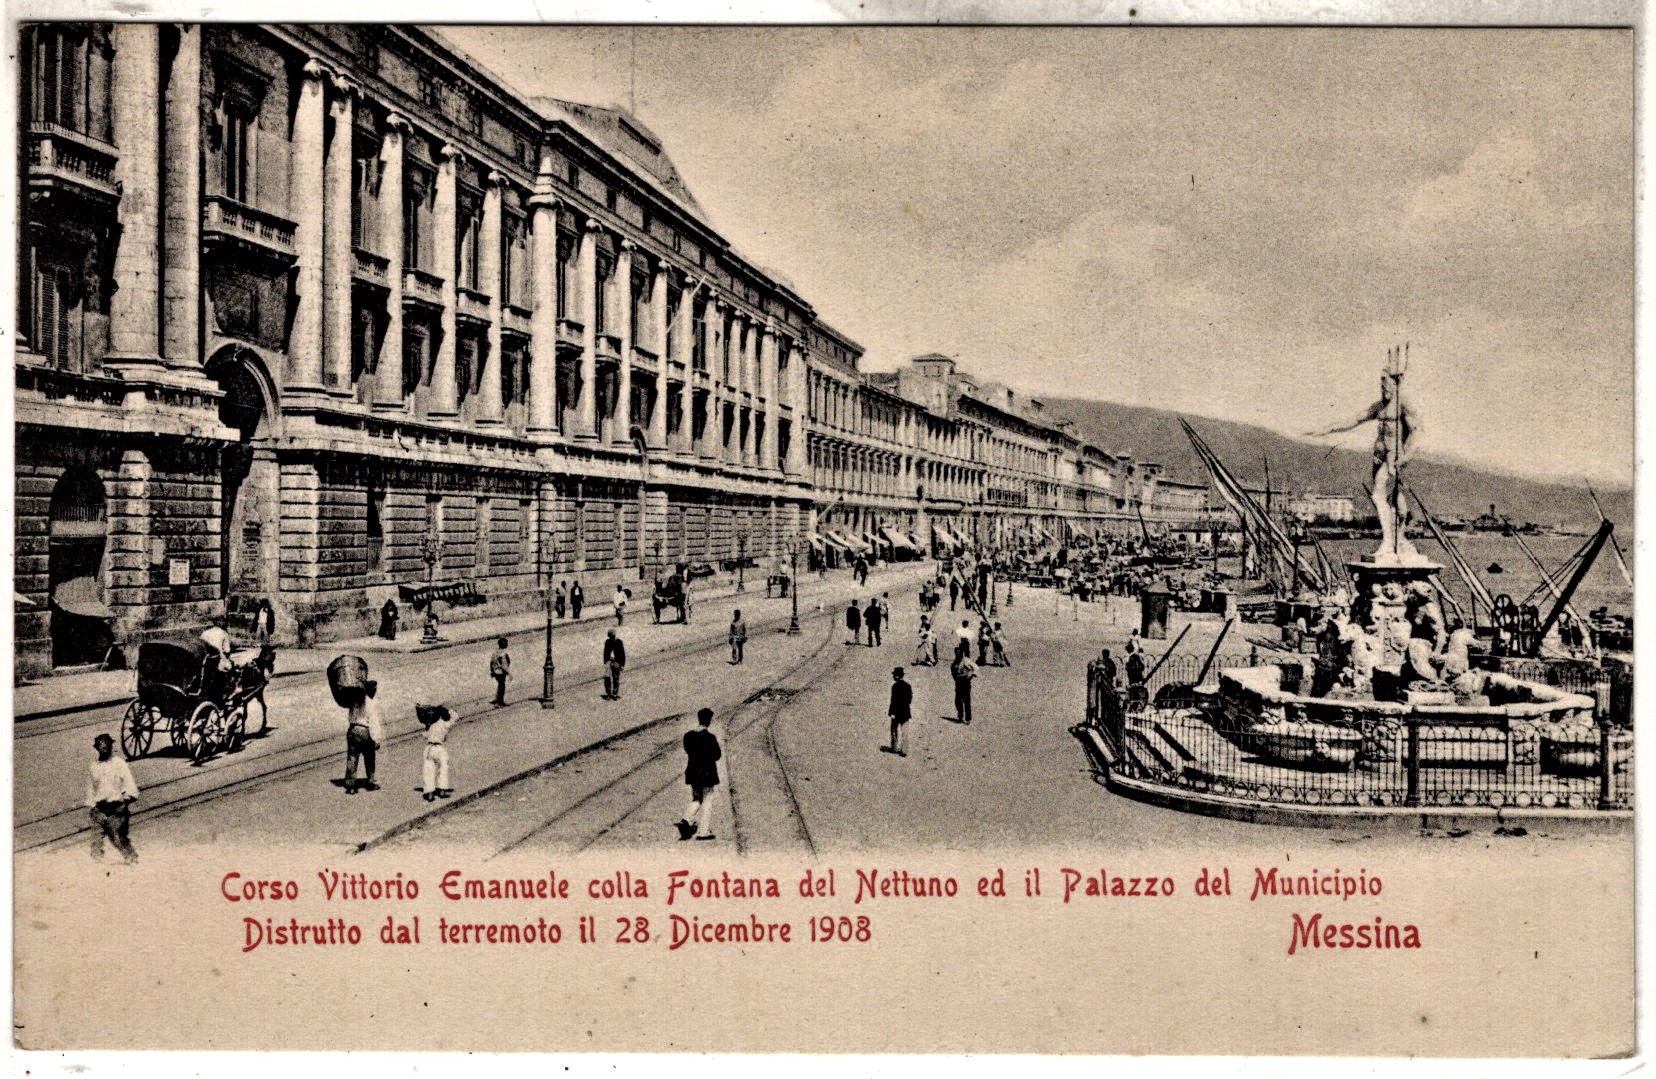 Corso Vittorio Emanuele colla Fontana del Nettuno ed il Palazzo del Municipio
Distrutto dal terremoto il 28 Dicembre 1908
Messina